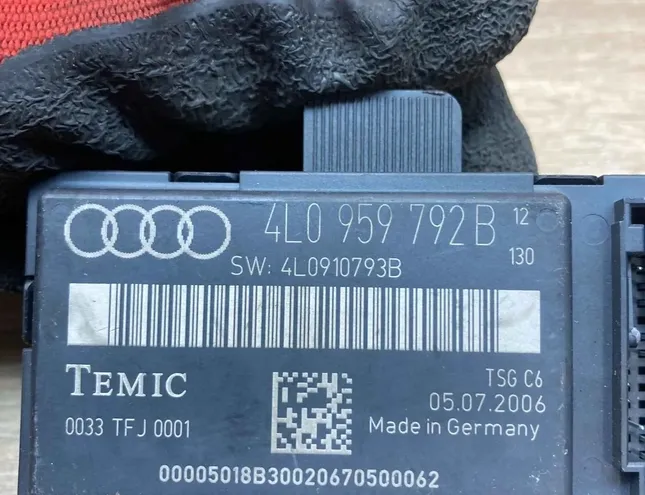 4L0 959 792B 12
130
SW: 4L0910793B
TEMIC
TSG C6
05.07.2006
0033 TFJ 0001
Made in Germany
00005018B30020670500062